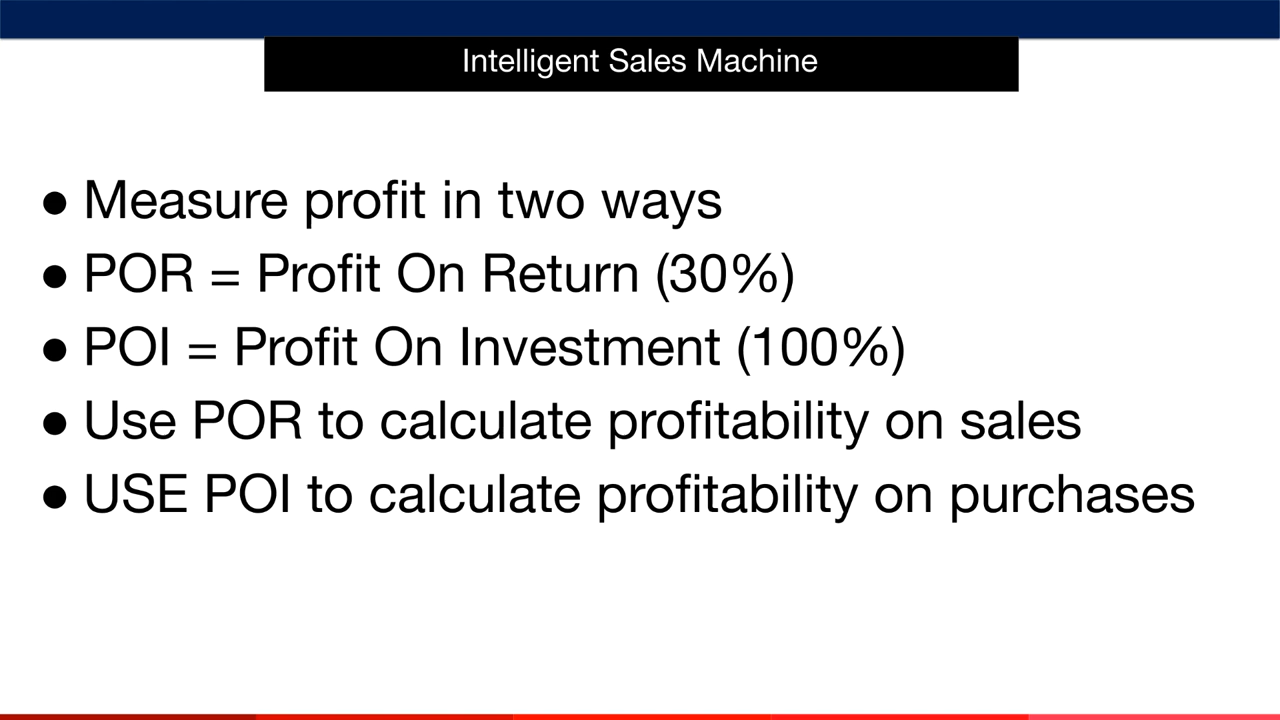 Intelligent Sales Machine
● Measure profit in two ways
● POR = Profit On Return (30%)
● POI = Profit On Investment (100%)
● Use POR to calculate profitability on sales
● USE POI to calculate profitability on purchases